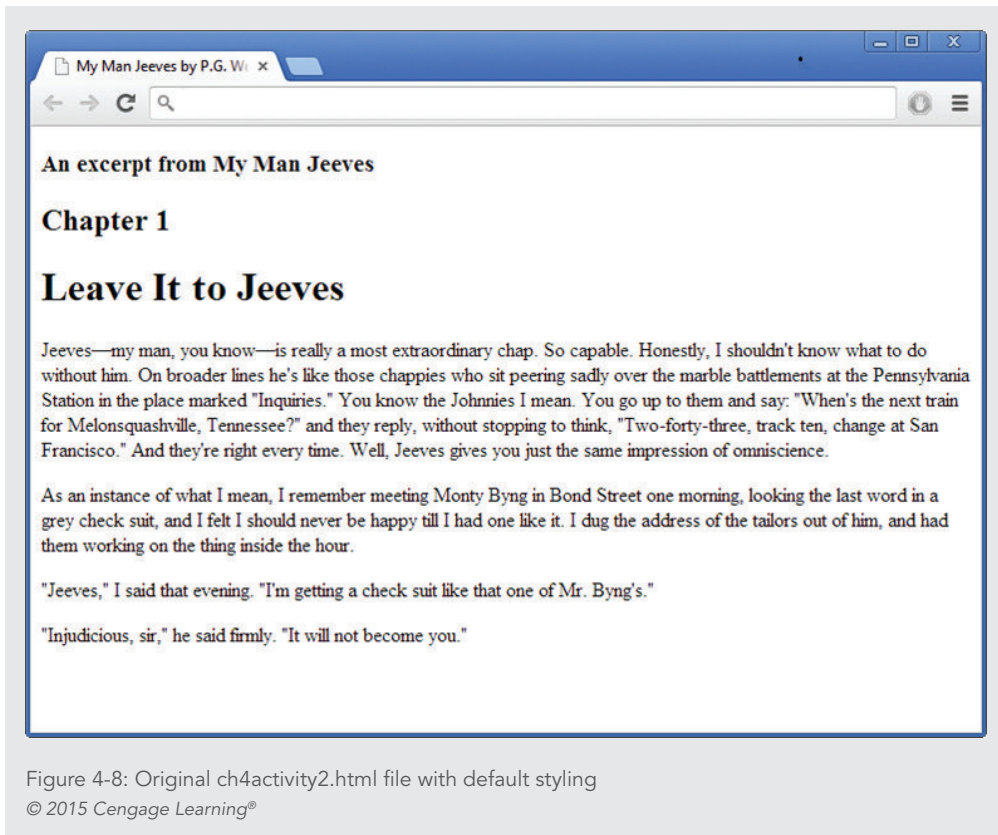 My Man Jeeves by P.G. W
An excerpt from My Man Jeeves
Chapter 1
Leave It to Jeeves
Jeeves—my man, you know—is really a most extraordinary chap. So capable. Honestly, I shouldn't know what to do
without him. On broader lines he's like those chappies who sit peering sadly over the marble battlements at the Pennsylvania
Station in the place marked "Inquiries." You know the Johnnies I mean. You go up to them and say: "When's the next train
for Melonsquashville, Tennessee?" and they reply, without stopping to think, "Two-forty-three, track ten, change at San
Francisco." And they're right every time. Well, Jeeves gives you just the same impression of omniscience.
As an instance of what I mean, I remember meeting Monty Byng in Bond Street one morning, looking the last word in a
grey check suit, and I felt I should never be happy till I had one like it. I dug the address of the tailors out of him, and had
them working on the thing inside the hour.
"Jeeves," I said that evening. "I'm getting a check suit like that one of Mr. Byng's."
"Injudicious, sir," he said firmly. "It will not become you."
Figure 4-8: Original ch4activity2.html file with default styling
© 2015 Cengage Learning®